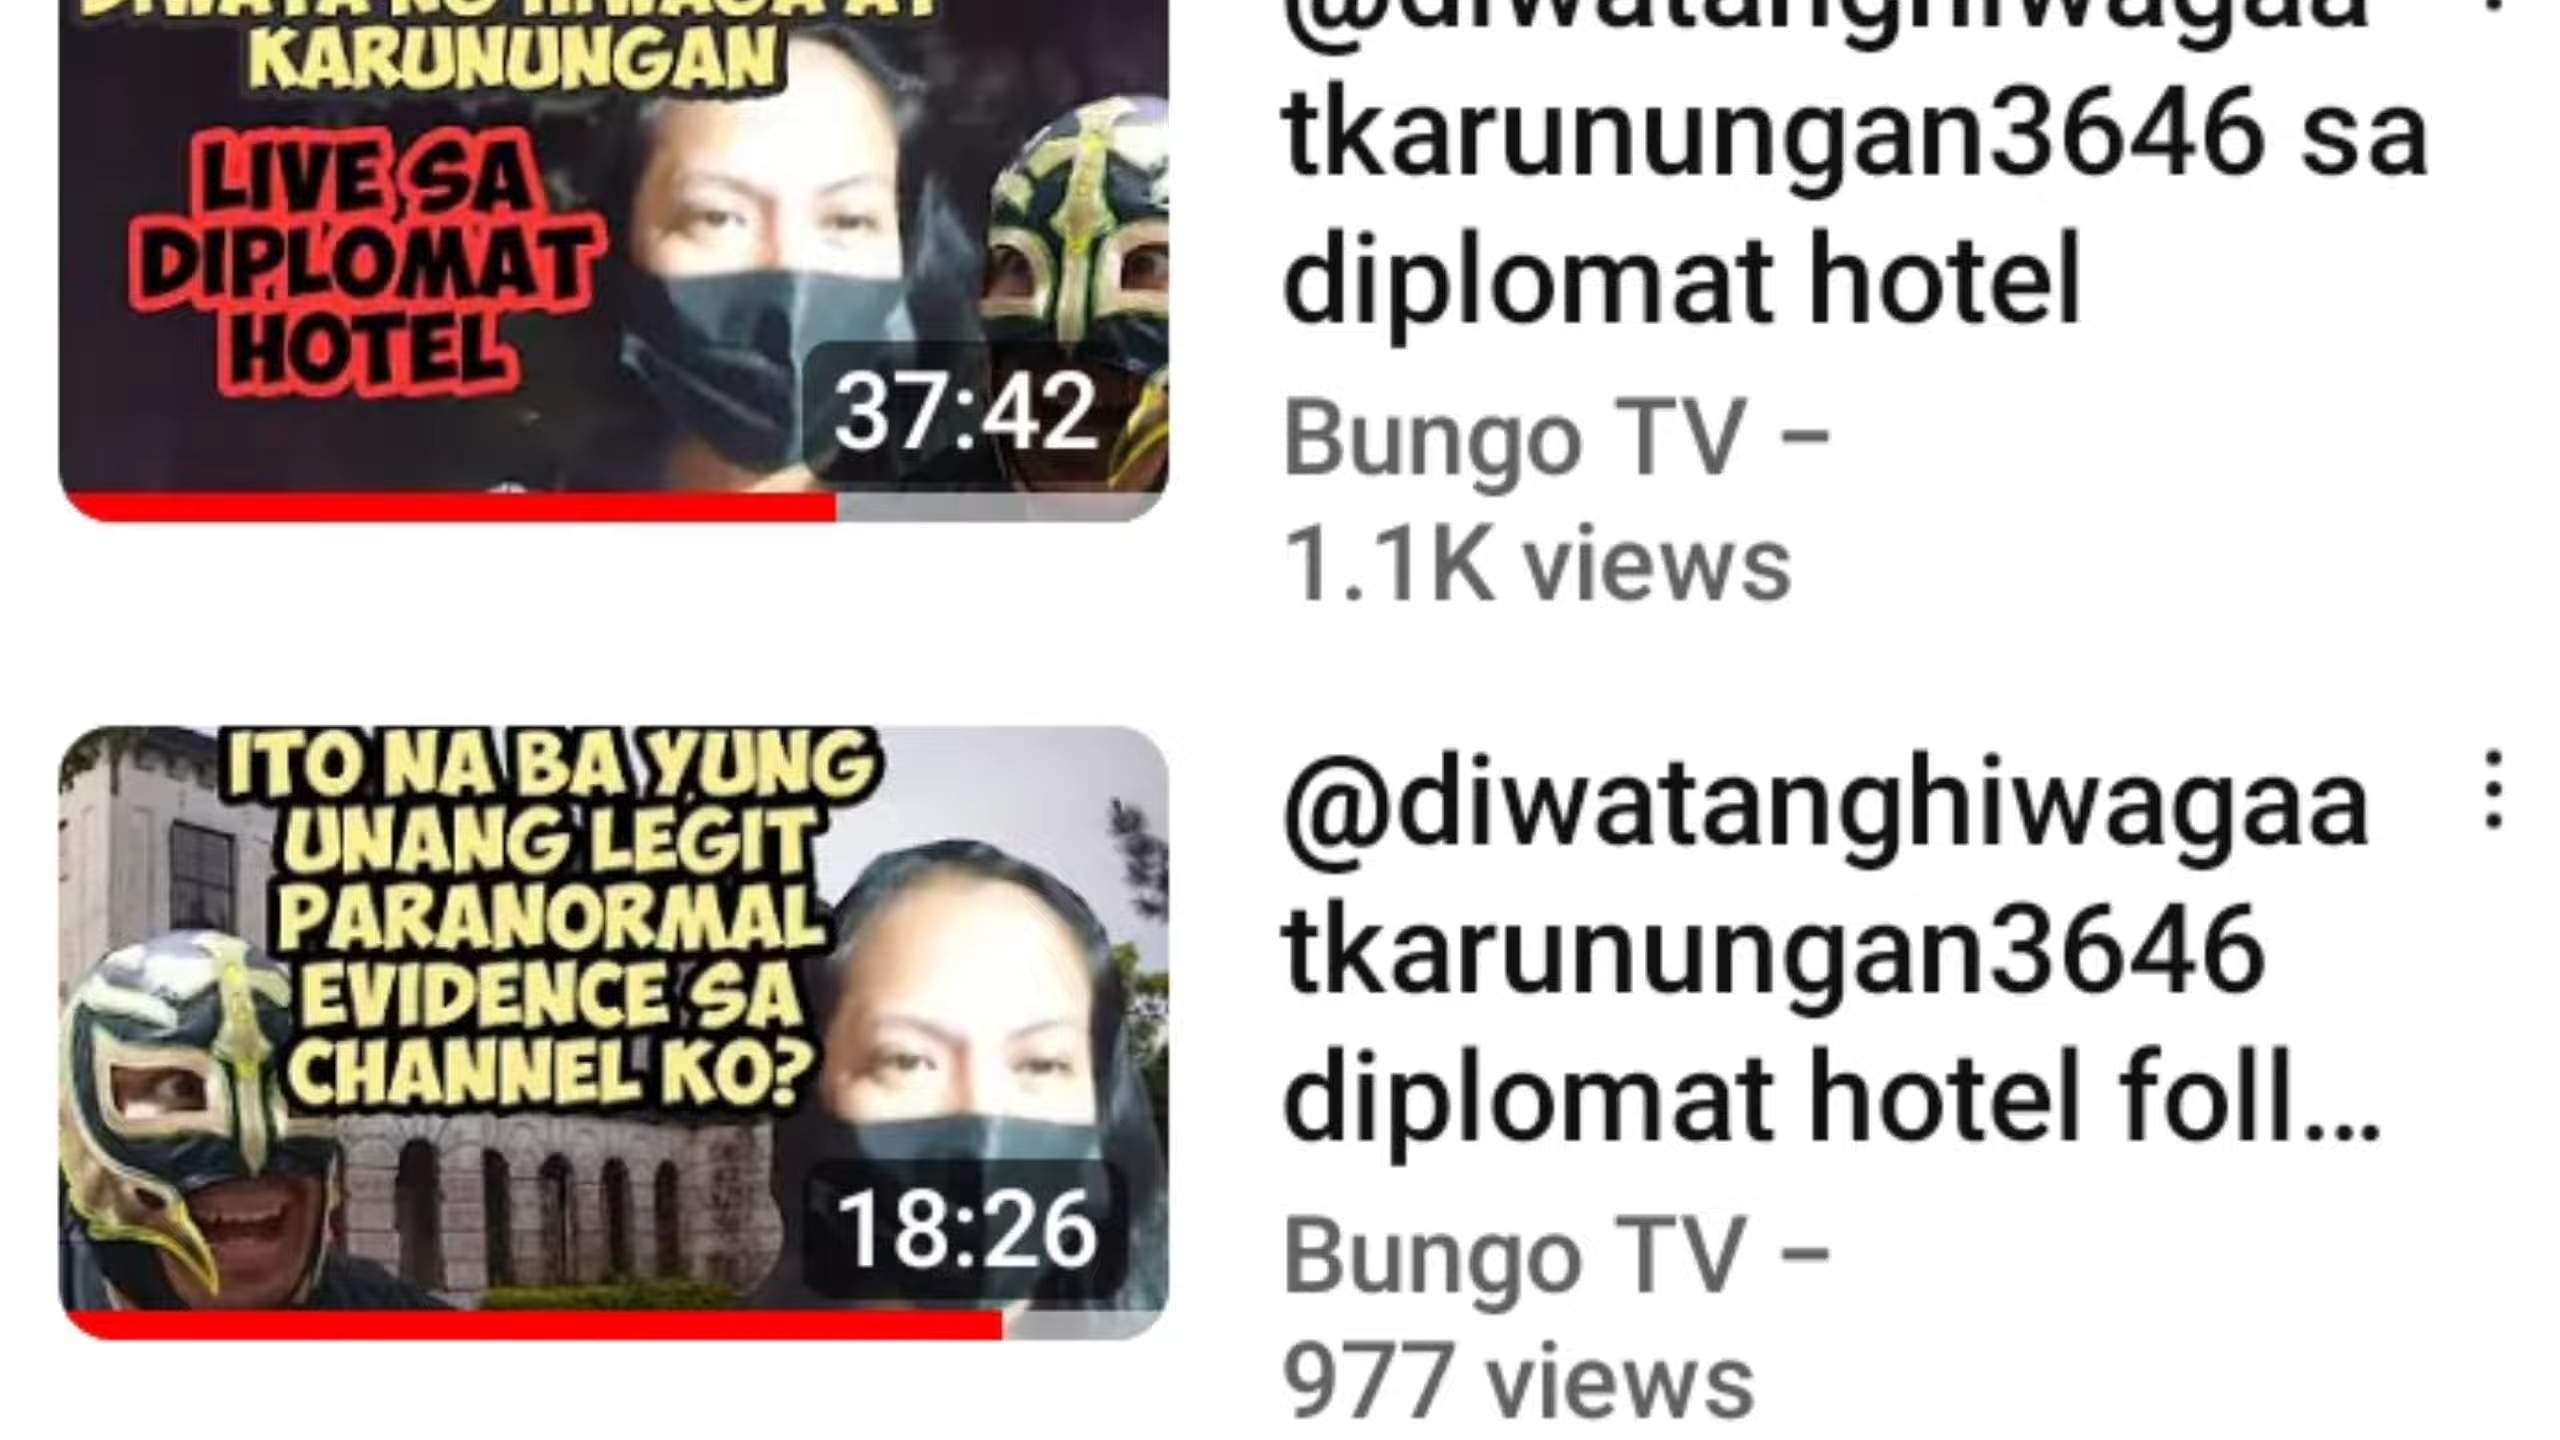 DIWATA NG HIWAGA AT
KARUNUNGAN
LIVE SA
DIPLOMAT
HOTEL
37:42
@diwatanghiwagaa
tkarunungan3646 sa
diplomat hotel
Bungo TV –
1.1K views
ITO NA BA YUNG
UNANG LEGIT
PARANORMAL
EVIDENCE SA
CHANNEL KO?
18:26
@diwatanghiwagaa
tkarunungan3646
diplomat hotel foll...
Bungo TV –
977 views